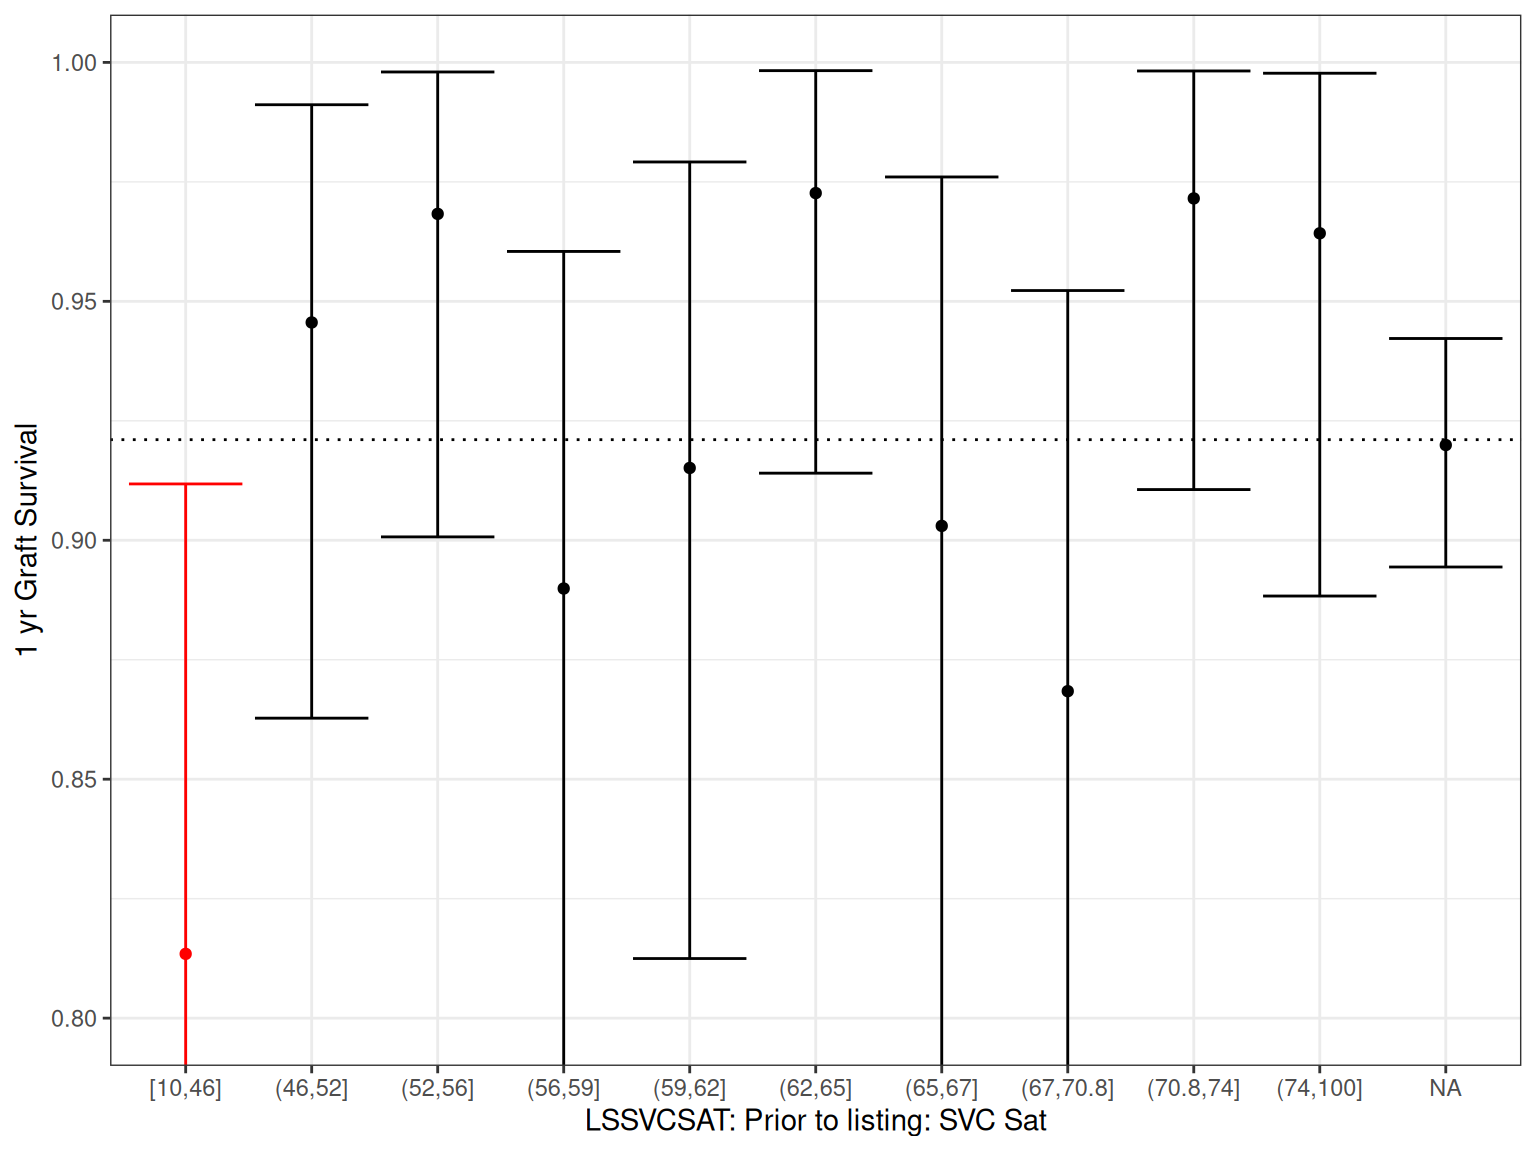 1.00
0.95
0.90
0.85
0.80
1 yr Graft Survival
[10,46] (46,52] (52,56] (56,59] (59,62] (62,65] (65,67] (67,70.8] (70.8,74] (74,100] NA
LSSVCSAT: Prior to listing: SVC Sat